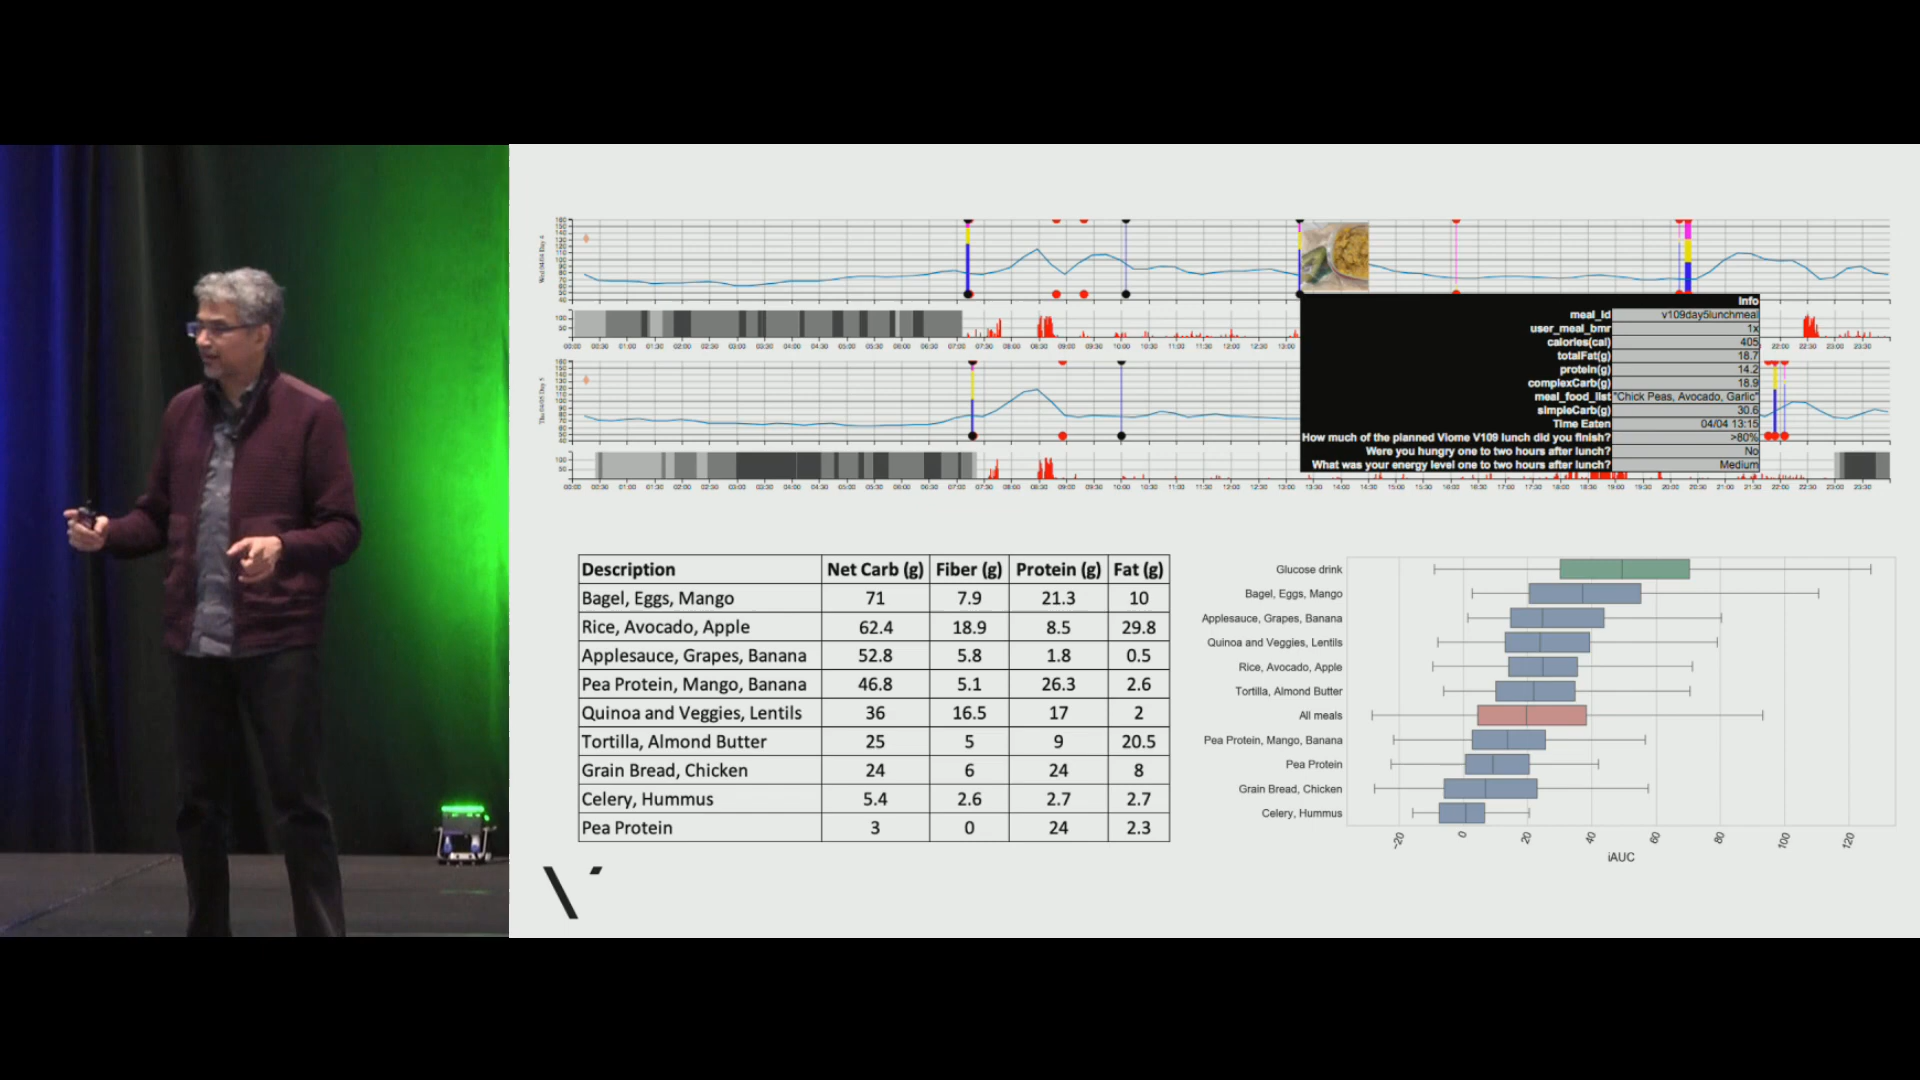 Wed 04/04 Day 4
Info
meal_id v109day5lunchmeal
user_meal_bmr 1x
calories(cal) 405
totalFat(g) 18.7
protein(g) 14.2
complexCarb(g) 18.9
meal_food_list "Chick Peas, Avocado, Garlic"
simpleCarb(g) 30.6
Time Eaten 04/04 13:15
How much of the planned Viome V109 lunch did you finish? >80%
Were you hungry one to two hours after lunch? No
What was your energy level one to two hours after lunch? Medium
Thu 04/05 Day 5
Description Net Carb (g) Fiber (g) Protein (g) Fat (g)
Bagel, Eggs, Mango 71 7.9 21.3 10
Rice, Avocado, Apple 62.4 18.9 8.5 29.8
Applesauce, Grapes, Banana 52.8 5.8 1.8 0.5
Pea Protein, Mango, Banana 46.8 5.1 26.3 2.6
Quinoa and Veggies, Lentils 36 16.5 17 2
Tortilla, Almond Butter 25 5 9 20.5
Grain Bread, Chicken 24 6 24 8
Celery, Hummus 5.4 2.6 2.7 2.7
Pea Protein 3 0 24 2.3
Glucose drink
Bagel, Eggs, Mango
Applesauce, Grapes, Banana
Quinoa and Veggies, Lentils
Rice, Avocado, Apple
Tortilla, Almond Butter
All meals
Pea Protein, Mango, Banana
Pea Protein
Grain Bread, Chicken
Celery, Hummus
-20 0 20 40 60 80 100 120
iAUC